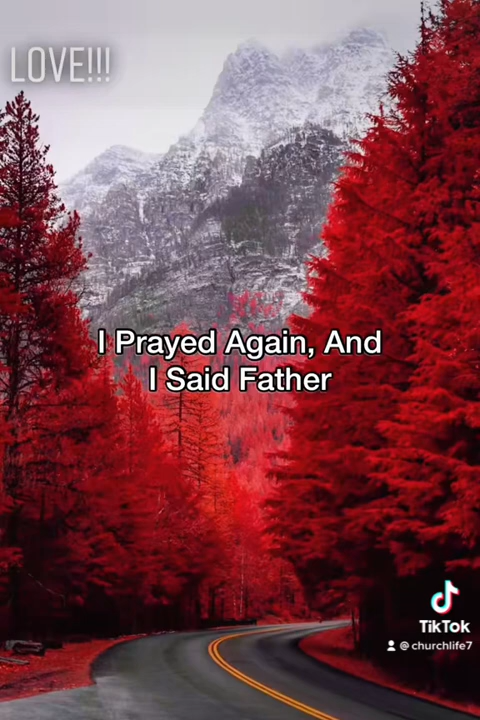 LOVE!!!
I Prayed Again, And
I Said Father
TikTok
@churchlife7